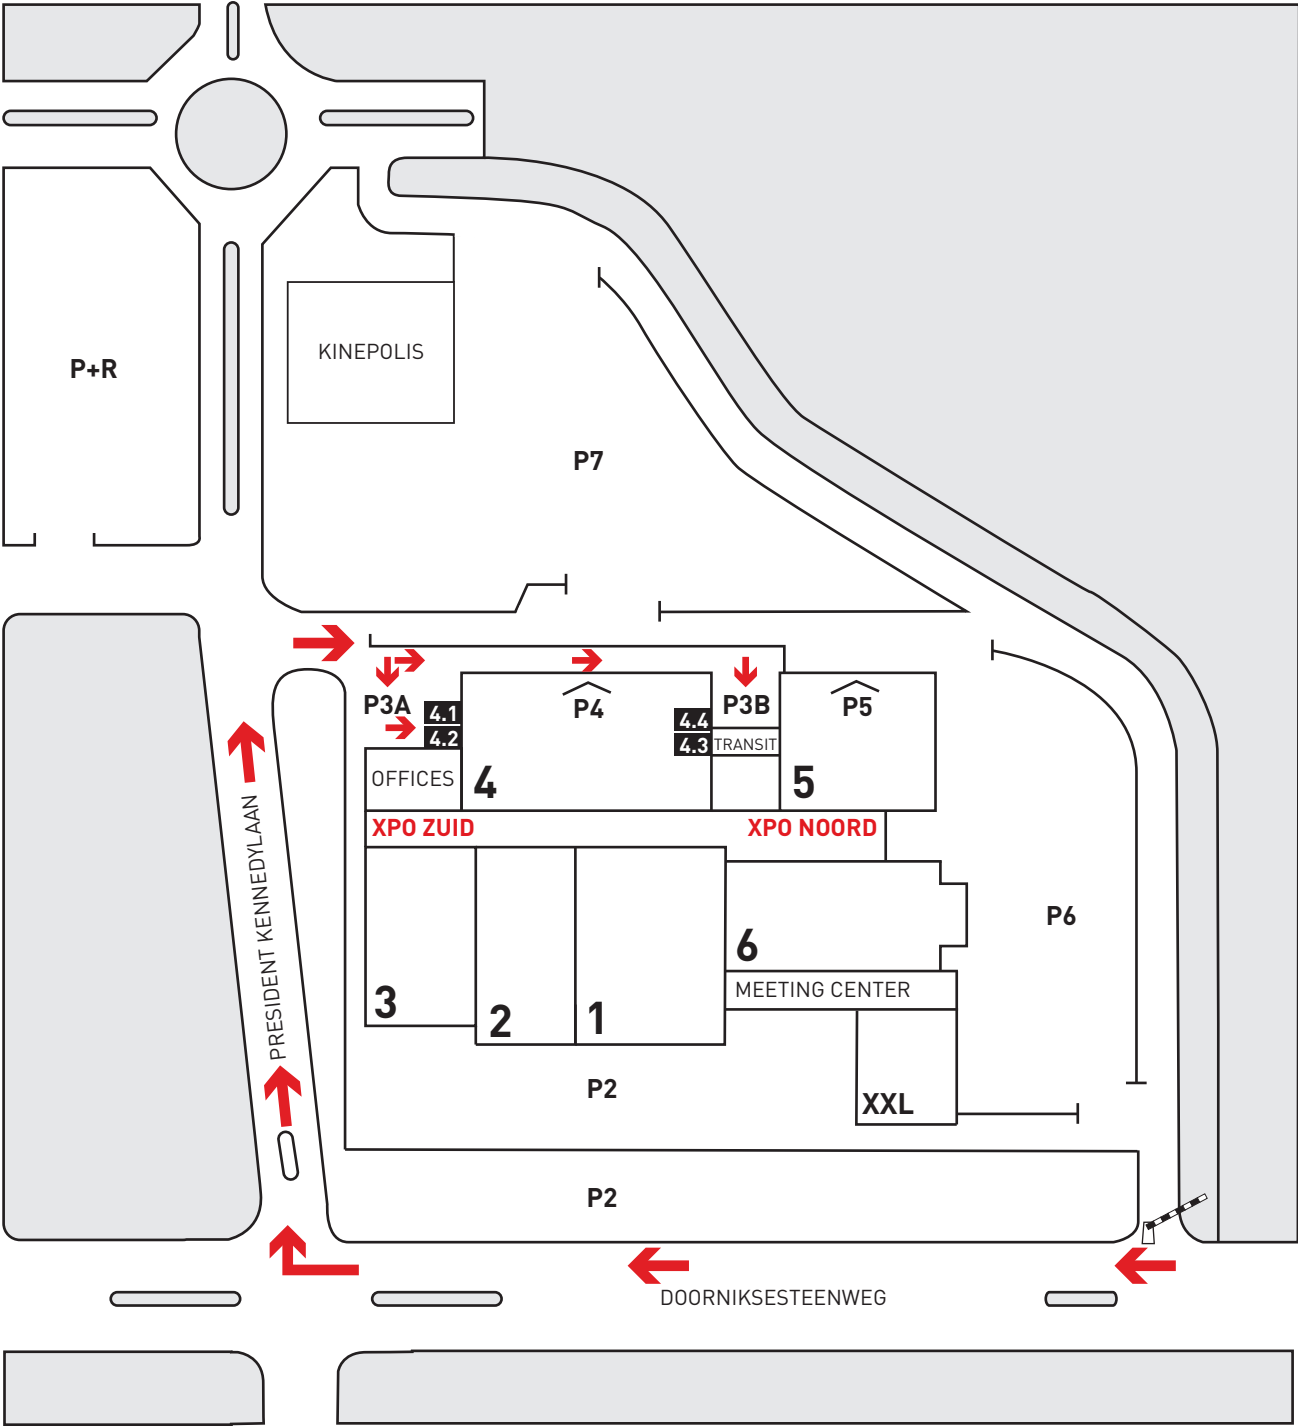 P+R
KINEPOLIS
P7
P3A
4.1
4.2
P4
4.4
4.3
P3B
TRANSIT
P5
OFFICES
4
5
XPO ZUID
XPO NOORD
PRESIDENT KENNEDYLAAN
P6
6
MEETING CENTER
3
2
1
P2
XXL
P2
DOORNIKSESTEENWEG